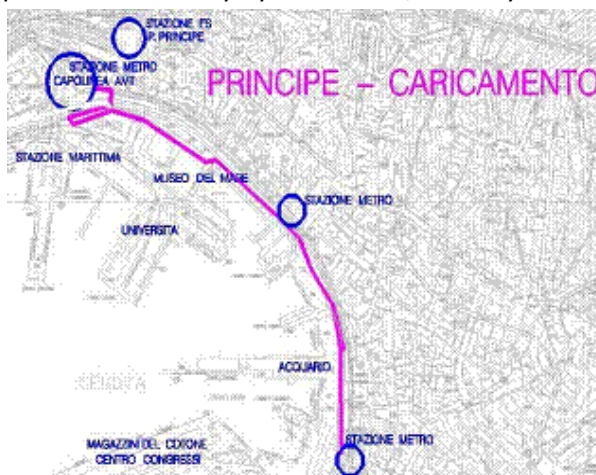 STAZIONE FS
P. PRINCIPE
STAZIONE METRO
CAPOLINEA AVT
PRINCIPE - CARICAMENTO
STAZIONE MARITTIMA
MUSEO DEL MARE
STAZIONE METRO
UNIVERSITA
ACQUARIO
GENOVA
MAGAZZINI DEL COTONE
CENTRO CONGRESSI
STAZIONE METRO